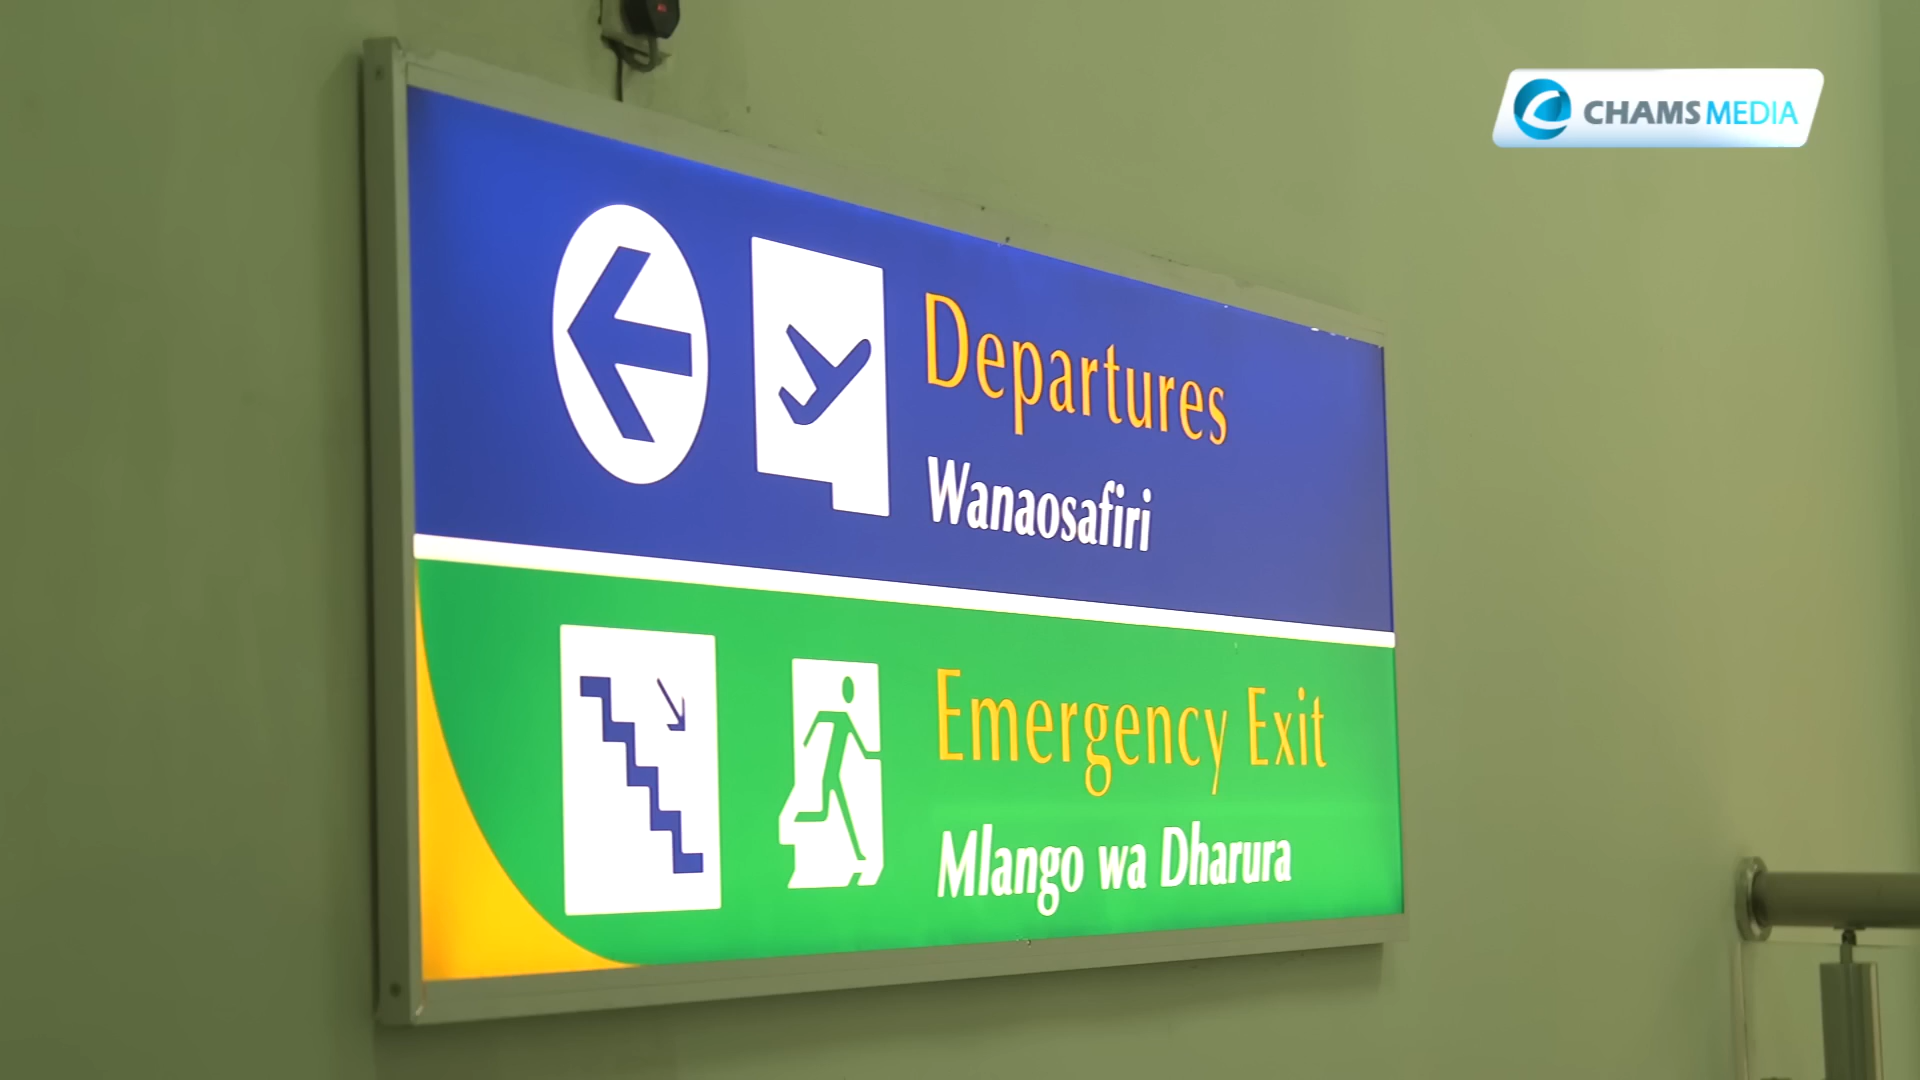 CHAMS MEDIA
Departures
Wanaosafiri
Emergency Exit
Mlango wa Dharura